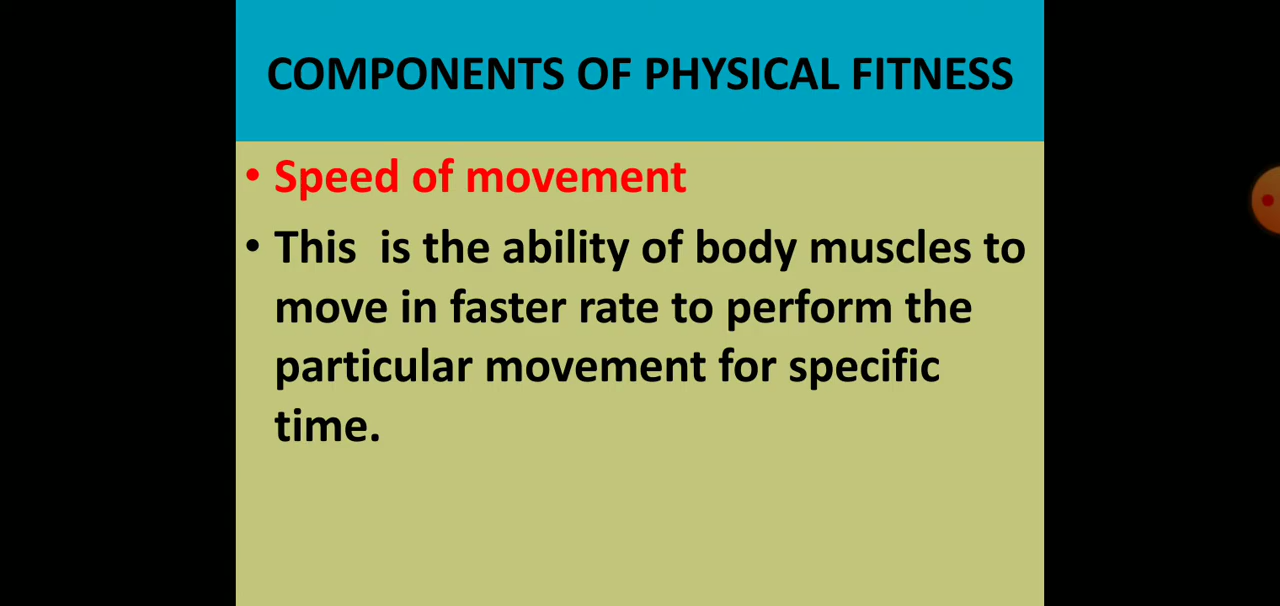 COMPONENTS OF PHYSICAL FITNESS
• Speed of movement
• This  is the ability of body muscles to
move in faster rate to perform the
particular movement for specific
time.